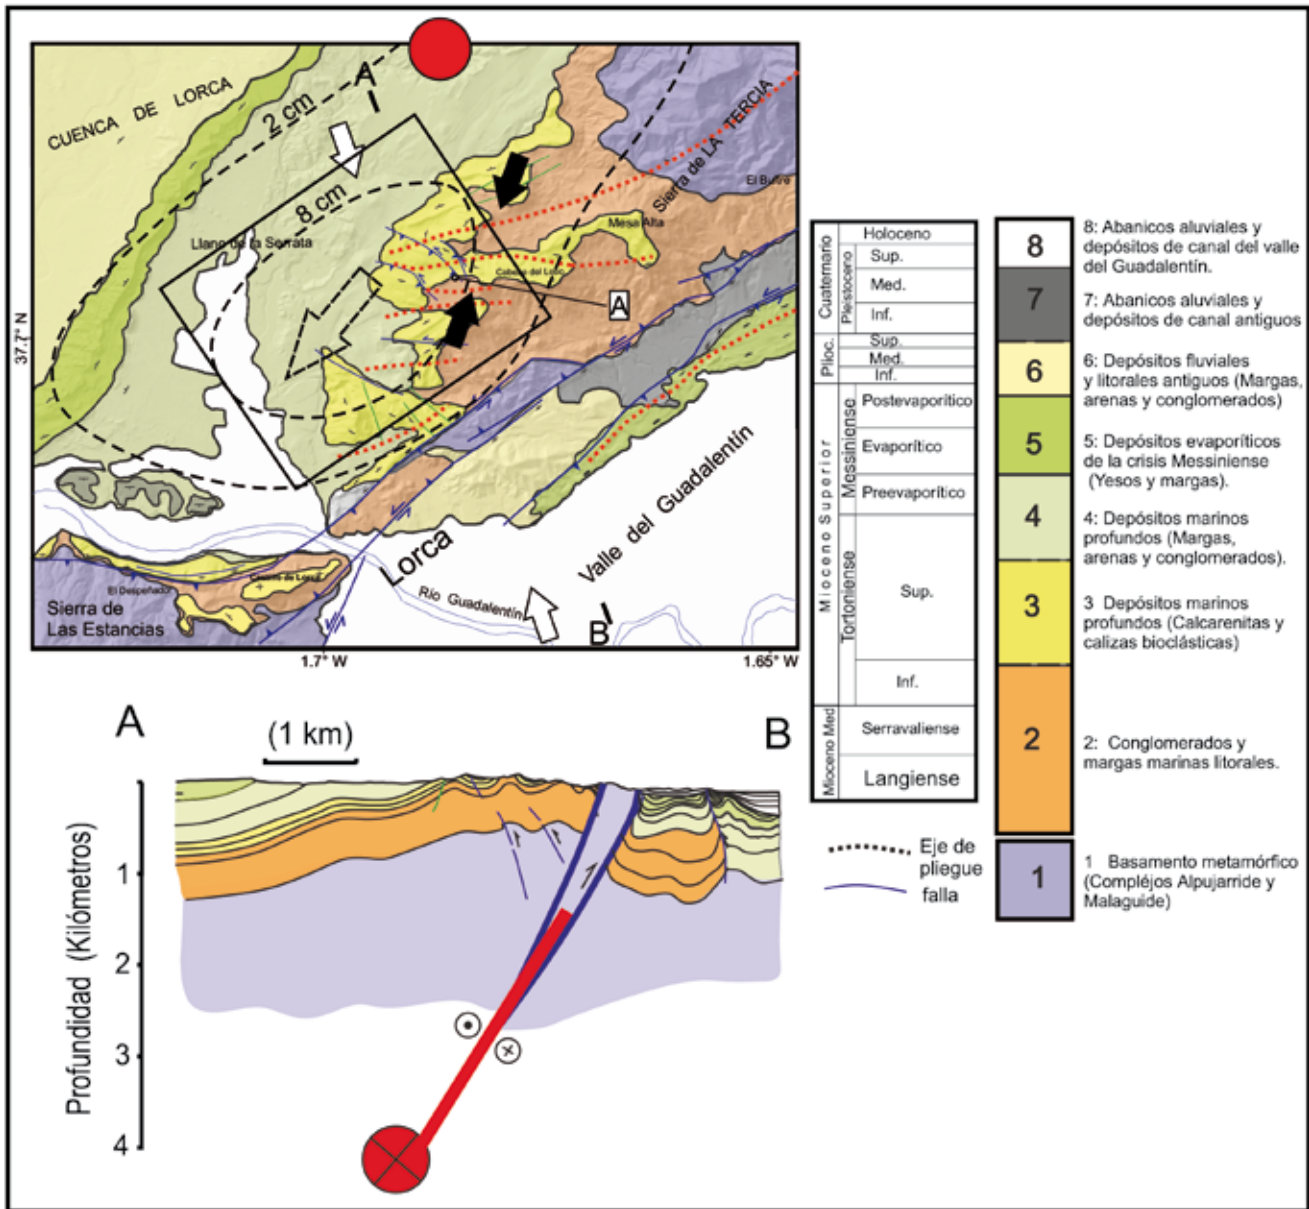 CUENCA DE LORCA
2 cm
A
8 cm
Llano de la Serrata
Sierra de LA TERCIA
El Buitre
Mesa Alta
A
37.7° N
Valle del Guadalentín
Lorca
Río Guadalentín
El Despeñador
Sierra de
Las Estancias
B
1.7° W
1.65° W
Cuaternario
Pleistoceno
Holoceno
Sup.
Med.
Inf.
Plioc.
Sup.
Med.
Inf.
Mioceno Superior
Messiniense
Postevaporítico
Evaporítico
Preevaporítico
Tortoniense
Sup.
Inf.
Mioceno Med
Serravaliense
Langiense
8
7
6
5
4
3
2
1
8: Abanicos aluviales y
depósitos de canal del valle
del Guadalentín.
7: Abanicos aluviales y
depósitos de canal antiguos
6: Depósitos fluviales
y litorales antiguos (Margas,
arenas y conglomerados)
5: Depósitos evaporíticos
de la crisis Messiniense
(Yesos y margas).
4: Depósitos marinos
profundos (Margas,
arenas y conglomerados).
3 Depósitos marinos
profundos (Calcarenitas y
calizas bioclásticas)
2: Conglomerados y
margas marinas litorales.
1 Basamento metamórfico
(Compléjos Alpujarride y
Malaguide)
Eje de
pliegue
falla
A
(1 km)
B
Profundidad (Kilómetros)
1
2
3
4